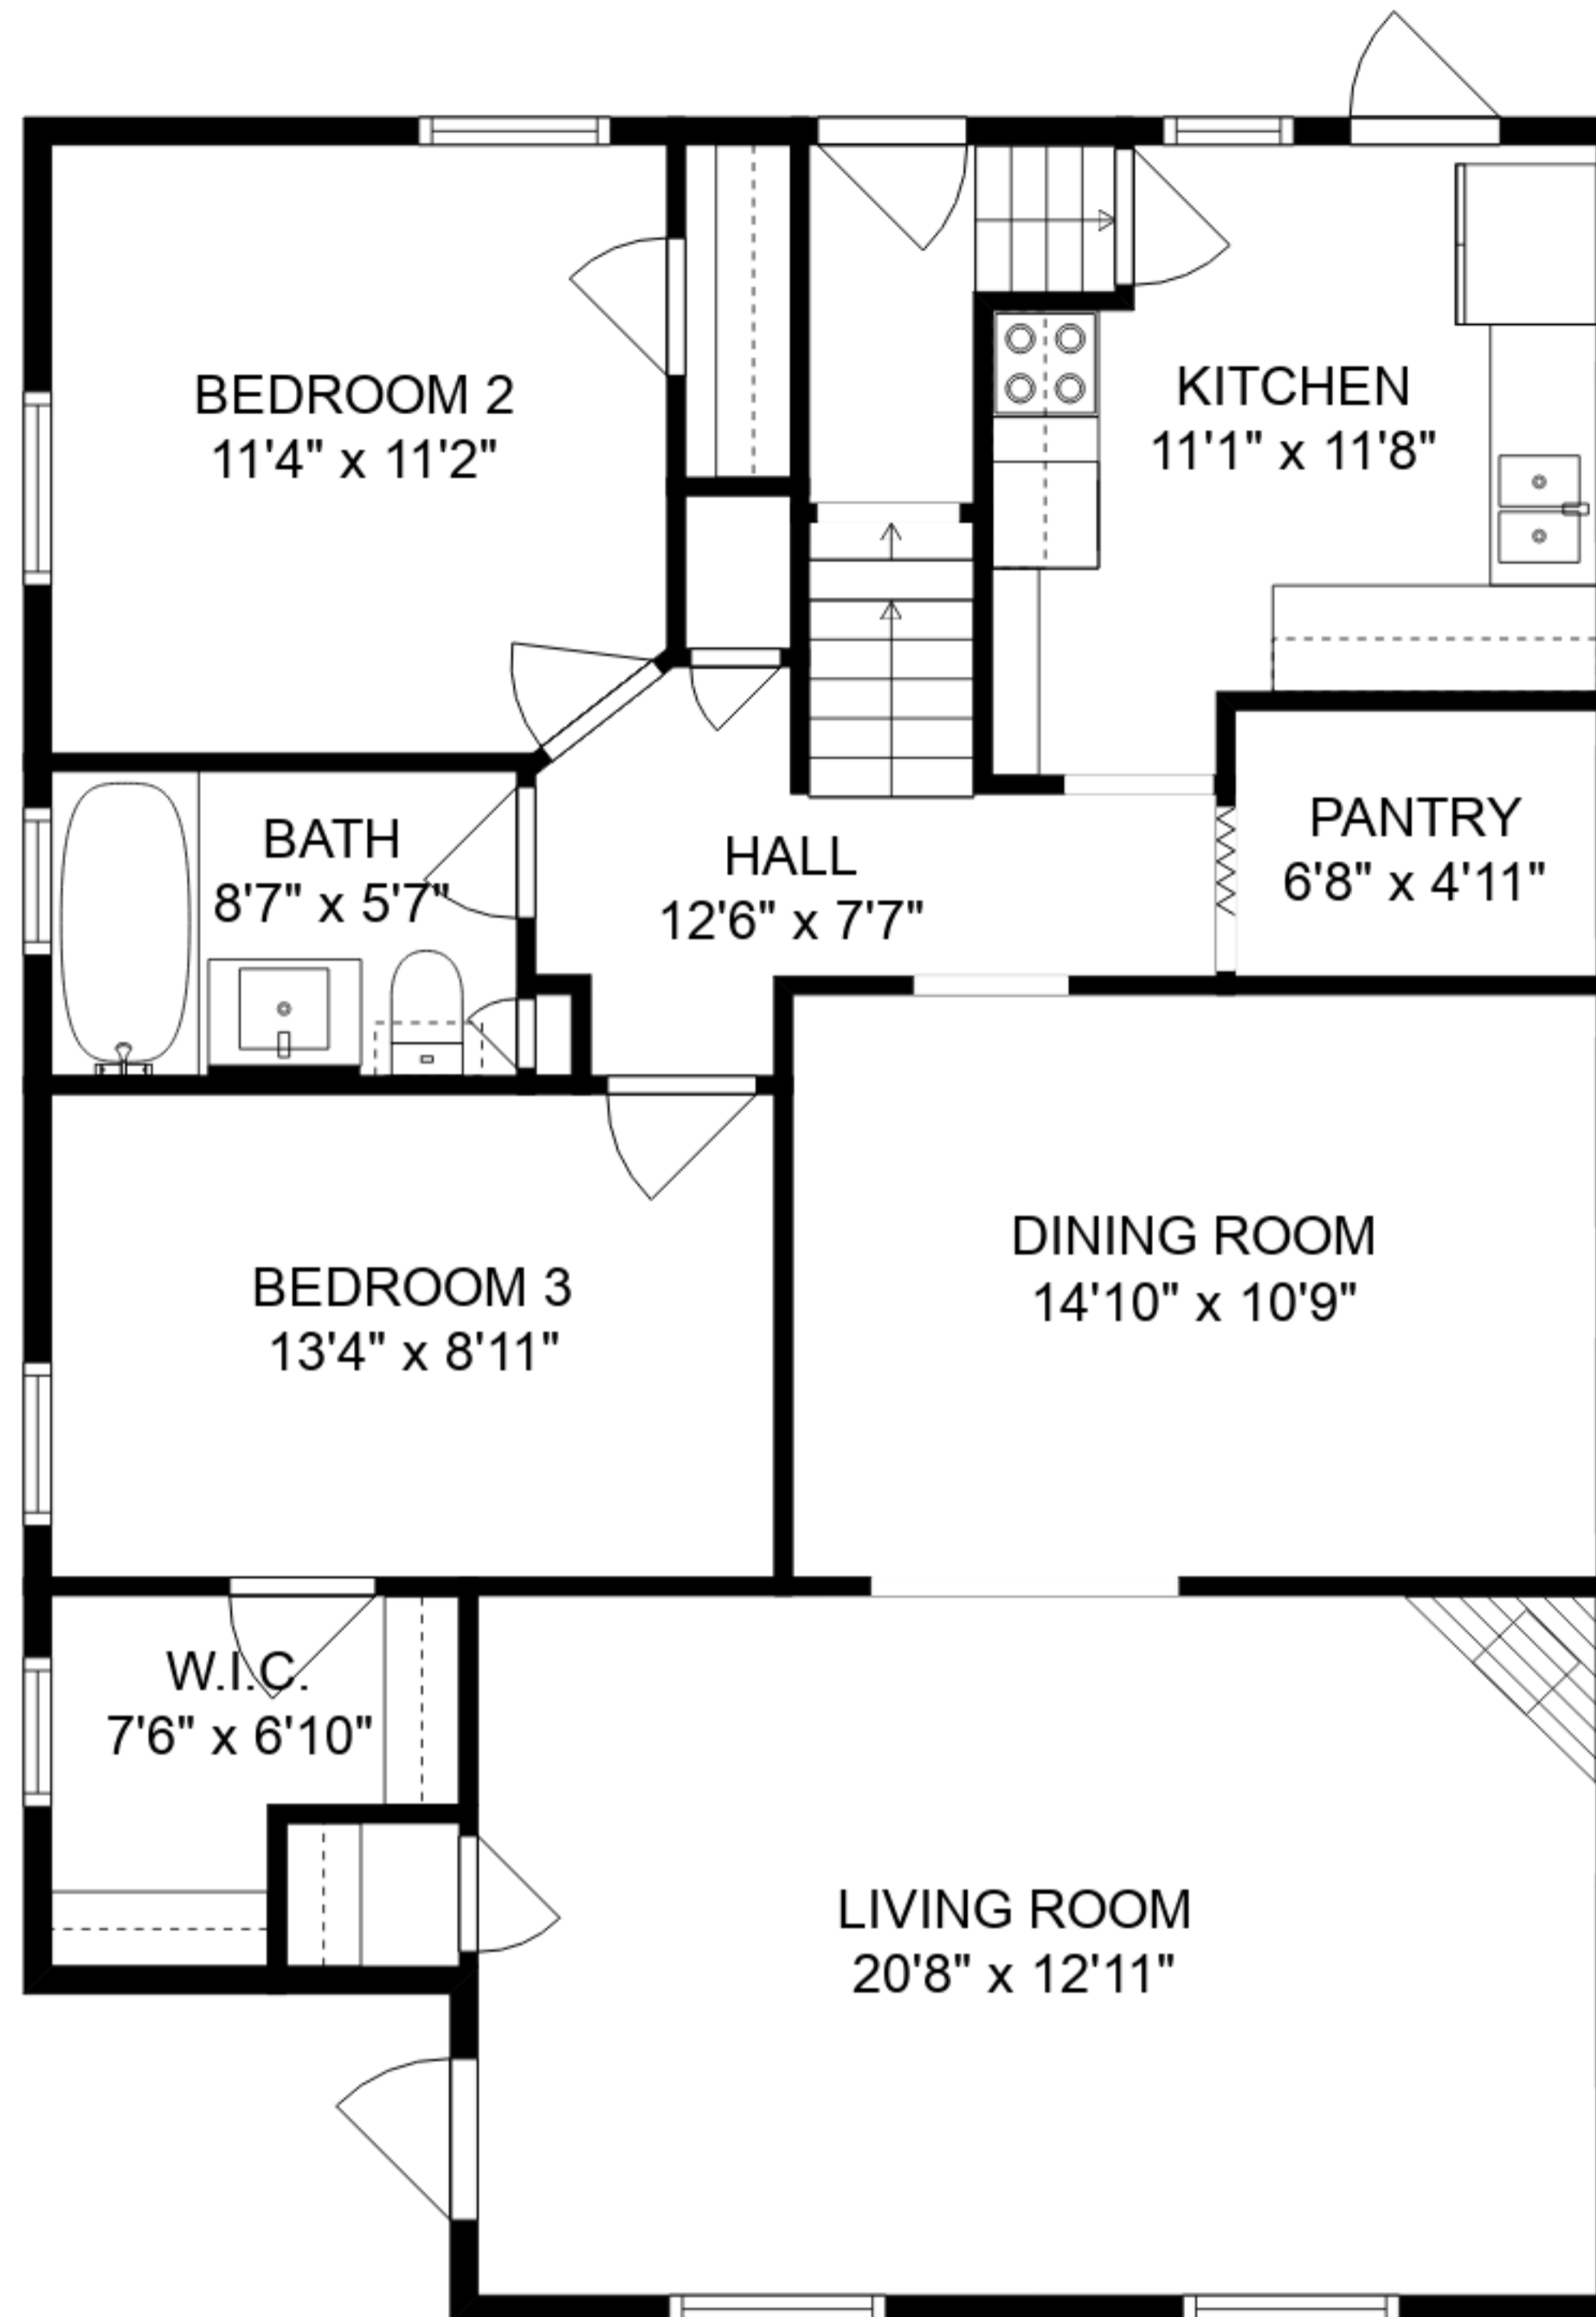 BEDROOM 2
11'4" x 11'2"
KITCHEN
11'1" x 11'8"
BATH
8'7" x 5'7"
HALL
12'6" x 7'7"
PANTRY
6'8" x 4'11"
BEDROOM 3
13'4" x 8'11"
DINING ROOM
14'10" x 10'9"
W.I.C.
7'6" x 6'10"
LIVING ROOM
20'8" x 12'11"